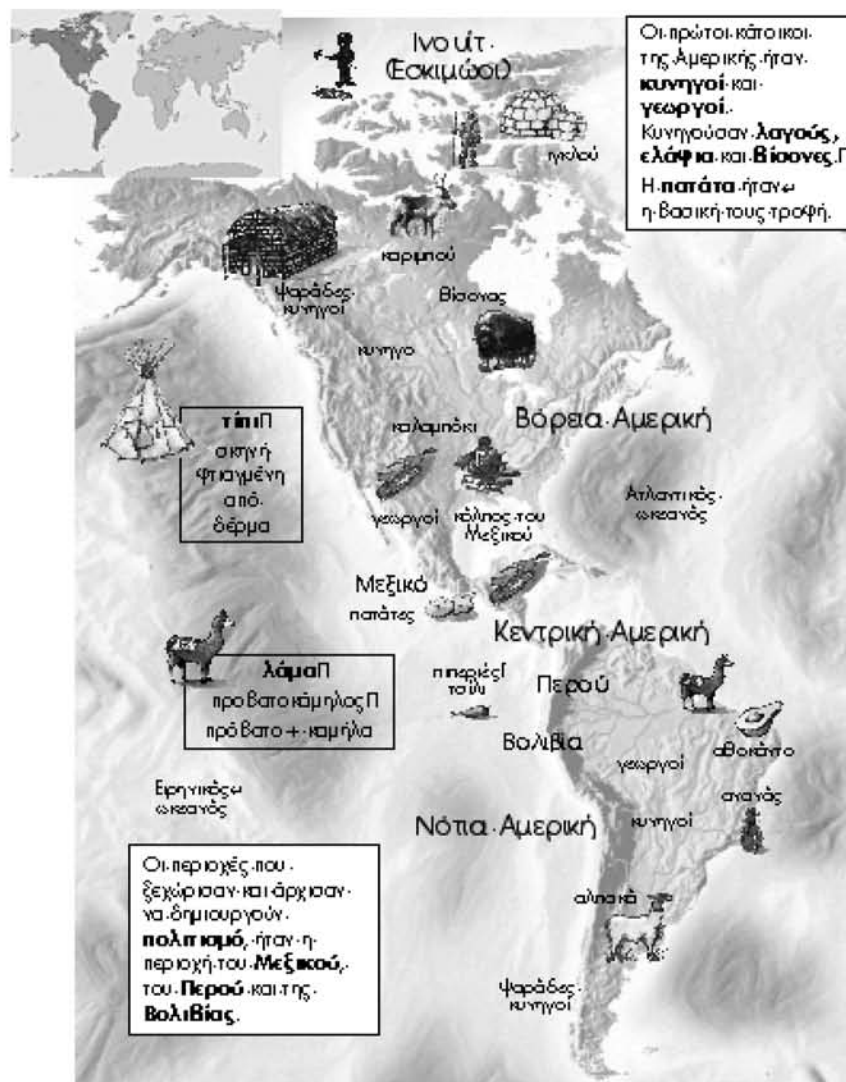 Ινουίτ
(Εσκιμώοι)
Οι πρώτοι κάτοικοι
της Αμερικής ήταν
κυνηγοί και
γεωργοί.
Κυνηγούσαν λαγούς,
ελάφια και βίσονες.
Η πατάτα ήταν
η βασική τους τροφή.
ιγκλού
καριμπού
ψαράδες
κυνηγοί
βίσονας
κυνηγο
τίπι
σκηνή
φτιαγμένη
από
δέρμα
καλαμπόκι
Βόρεια Αμερική
γεωργοί
κόλπος του
Μεξικού
Ατλαντικός
ωκεανός
Μεξικό
πατάτες
Κεντρική Αμερική
λάμα
προβατοκάμηλος
πρόβατο + καμήλα
πιπεριές
τσίλι
Περού
Βολιβία
αβοκάντο
γεωργοί
ανανάς
Ειρηνικός
ωκεανός
Νότια Αμερική
κυνηγοί
Οι περιοχές που
ξεχώρισαν και άρχισαν
να δημιουργούν
πολιτισμό, ήταν η
περιοχή του Μεξικού,
του Περού και της
Βολιβίας.
αλπακά
ψαράδες
κυνηγοί